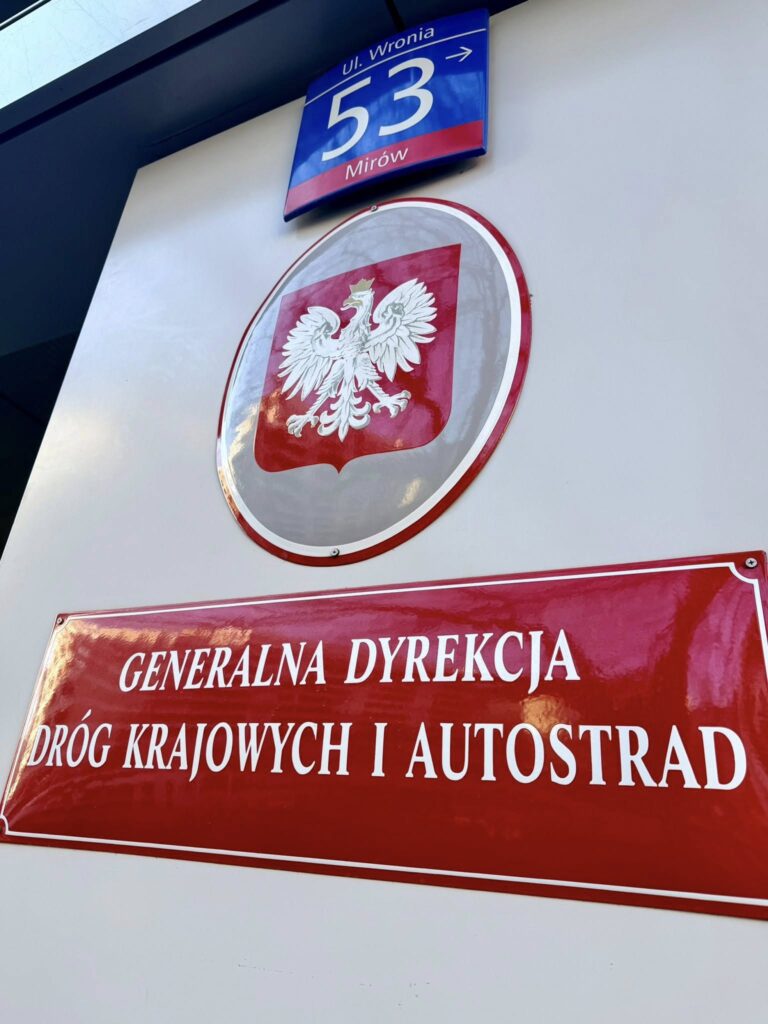 Ul. Wronia →
53
Mirów
GENERALNA DYREKCJA
DRÓG KRAJOWYCH I AUTOSTRAD